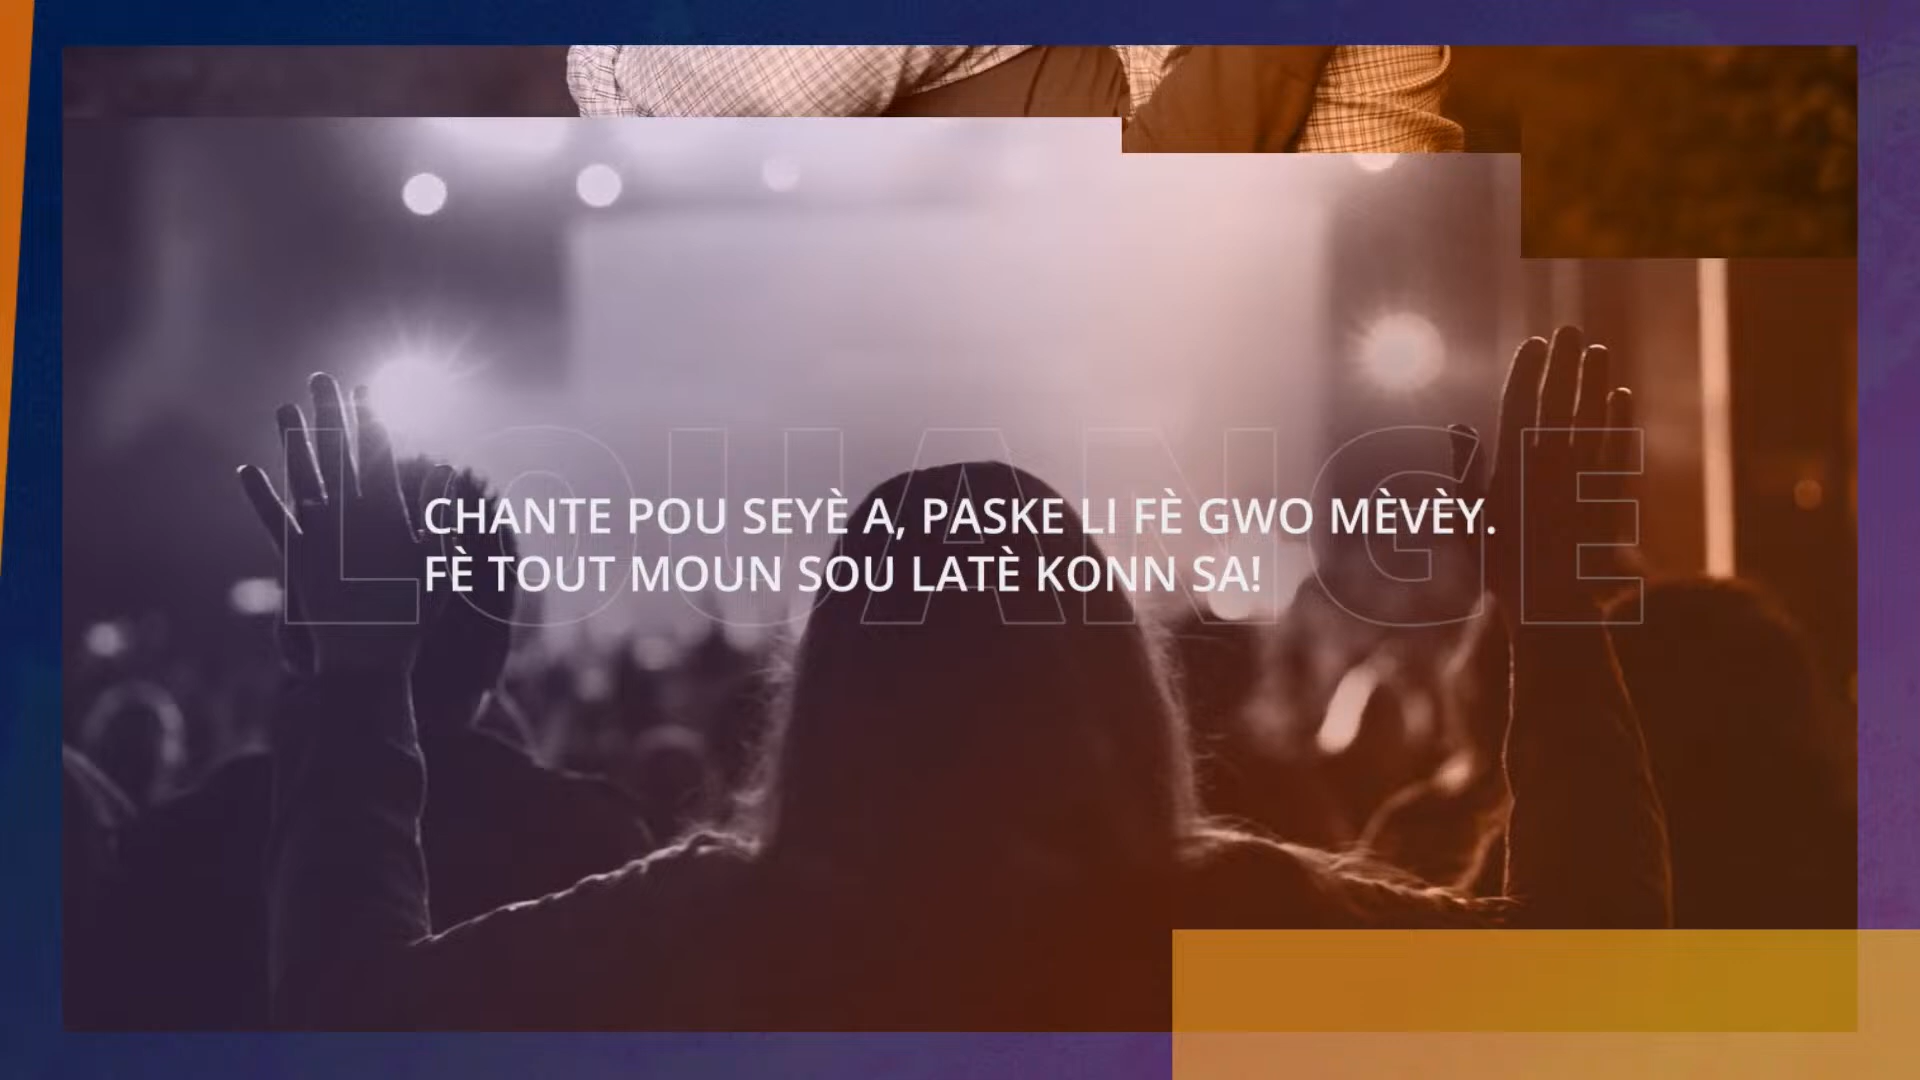 LOUANGE
CHANTE POU SEYÈ A, PASKE LI FÈ GWO MÈVÈY.
FÈ TOUT MOUN SOU LATÈ KONN SA!